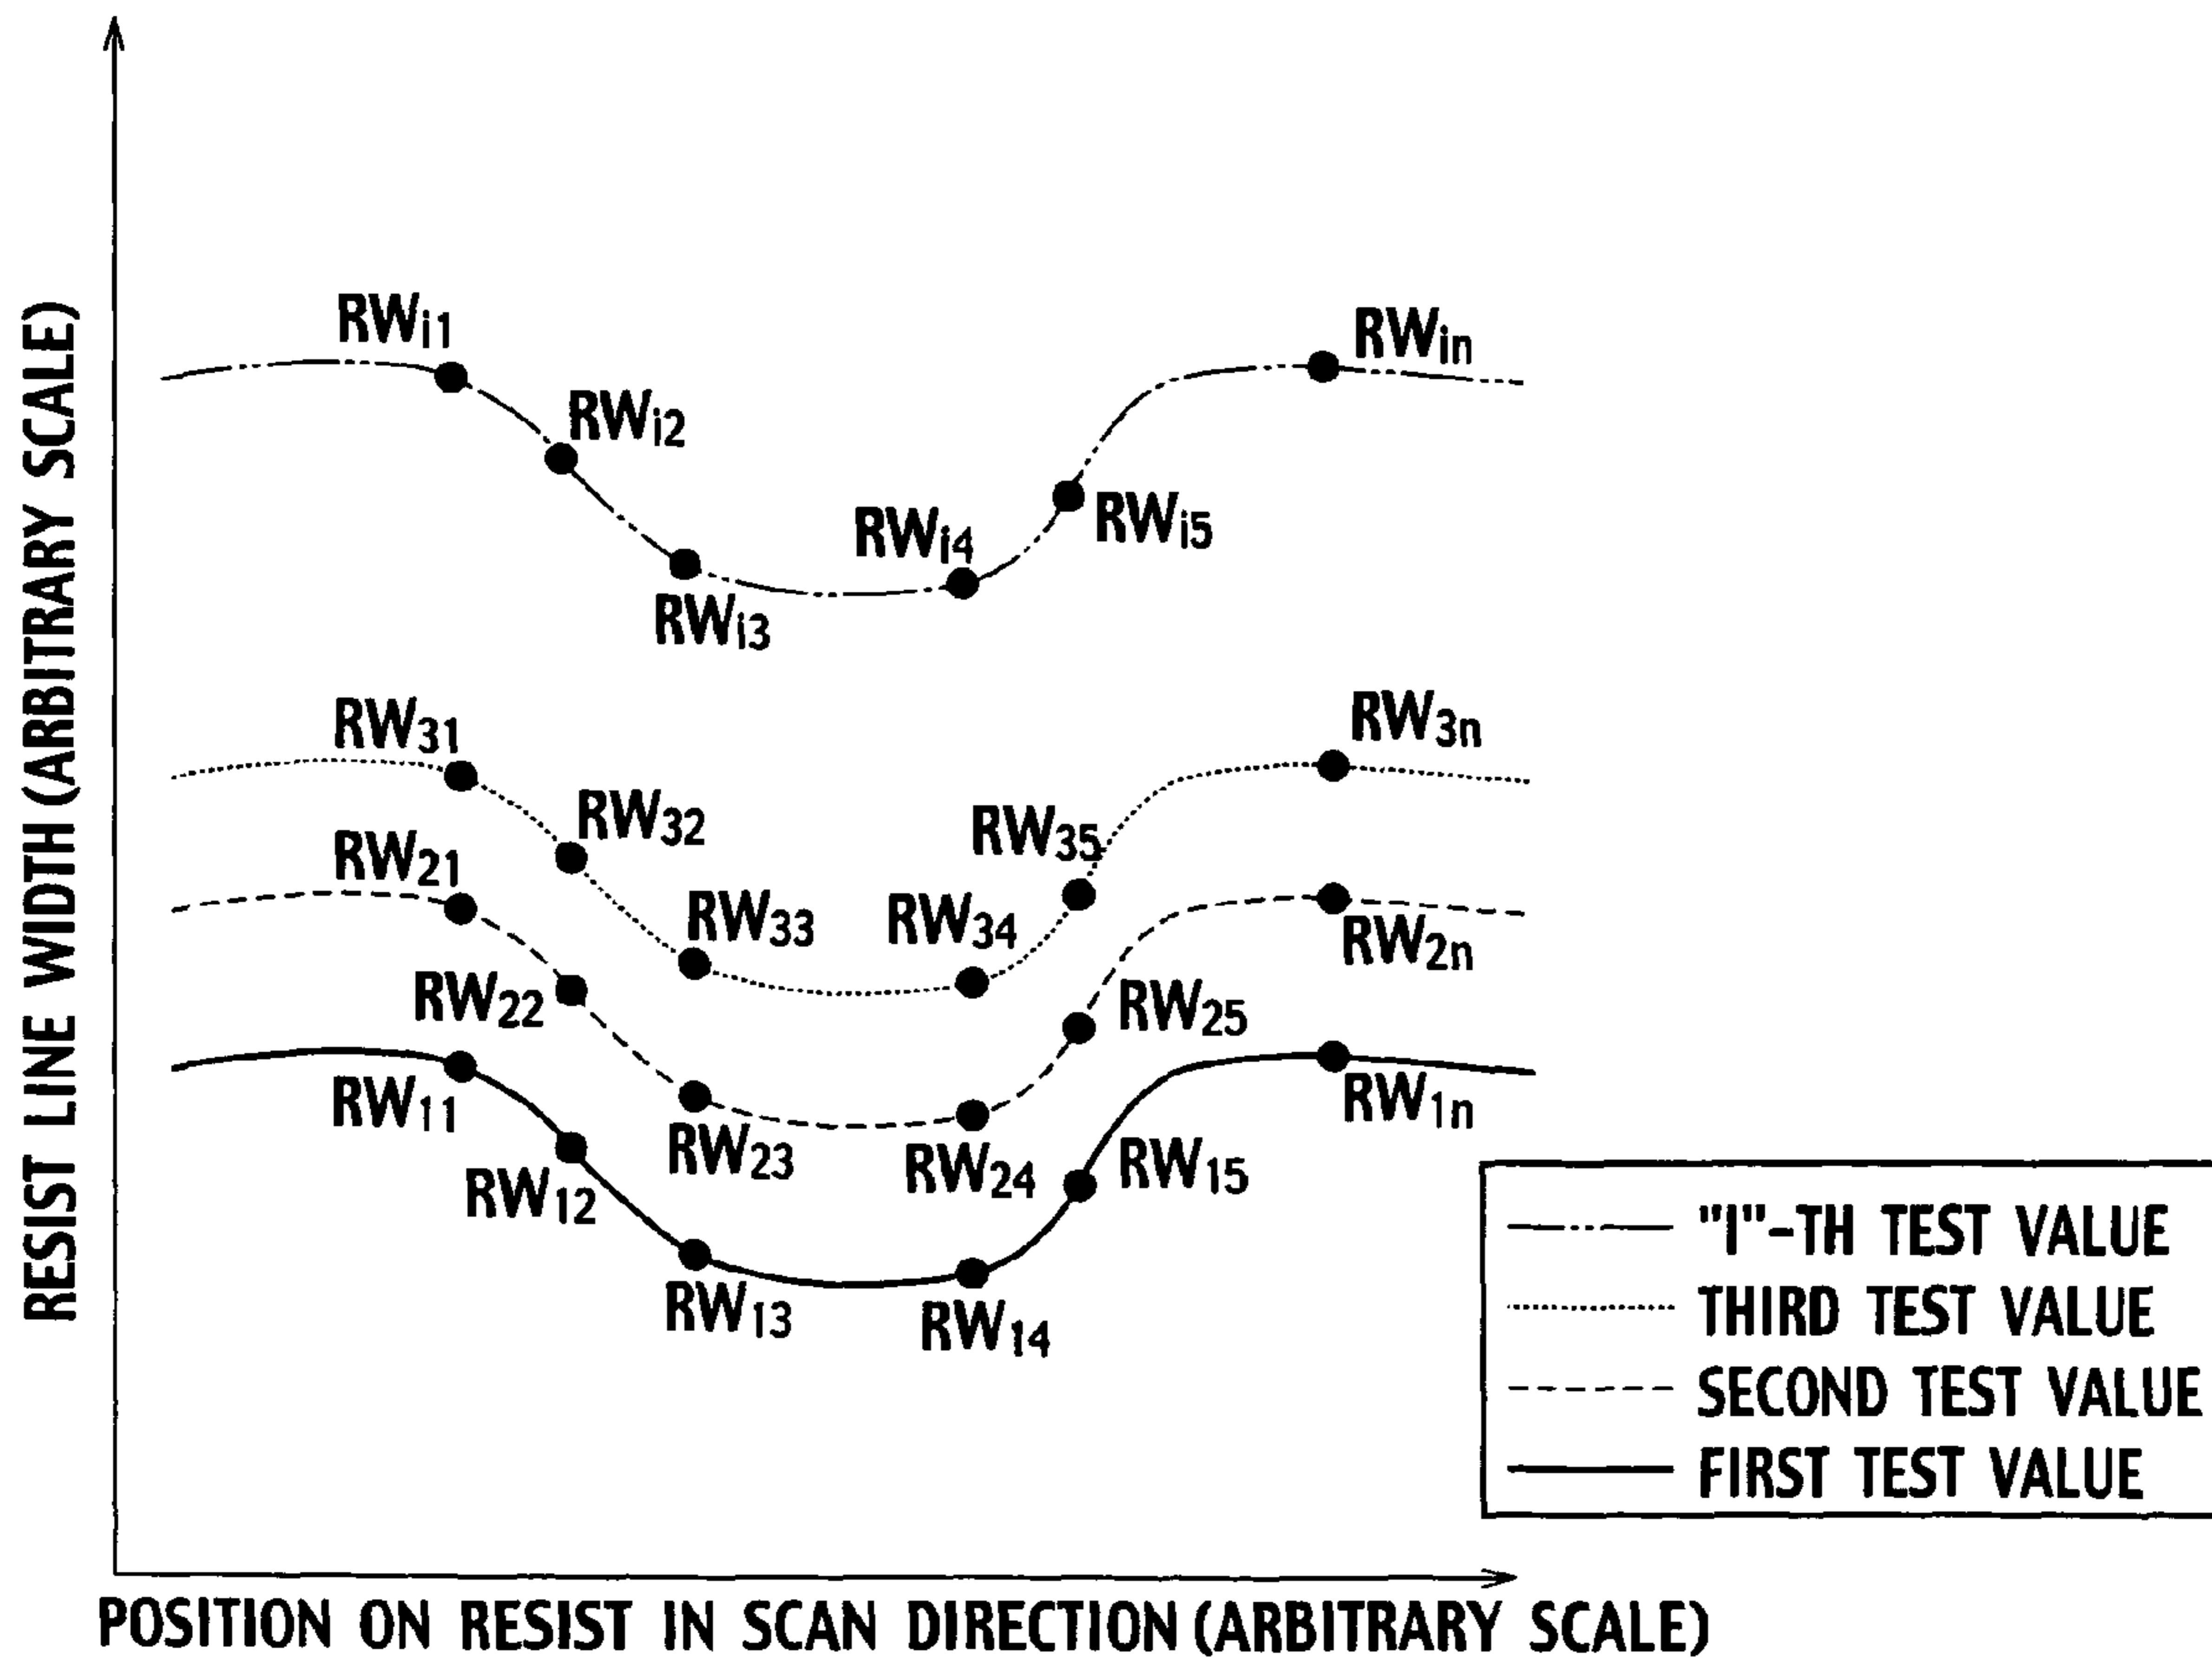 RESIST LINE WIDTH (ARBITRARY SCALE)
RWi1
RWin
RWi2
RWi4
RWi5
RWi3
RW31
RW3n
RW32
RW35
RW21
RW33
RW34
RW2n
RW22
RW25
RW11
RW1n
RW23
RW24
RW15
RW12
RW13
RW14
"I"-TH TEST VALUE
THIRD TEST VALUE
SECOND TEST VALUE
FIRST TEST VALUE
POSITION ON RESIST IN SCAN DIRECTION (ARBITRARY SCALE)